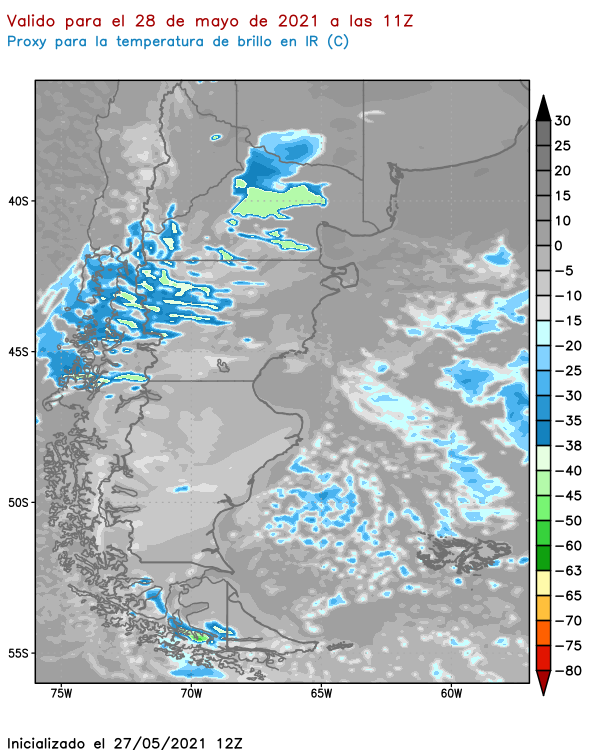 Valido para el 28 de mayo de 2021 a las 11Z
Proxy para la temperatura de brillo en IR (C)
30
25
20
15
10
0
−5
−10
−15
−20
−25
−30
−35
−38
−40
−45
−50
−60
−63
−65
−70
−75
−80
40S
45S
50S
55S
75W 70W 65W 60W
Inicializado el 27/05/2021 12Z